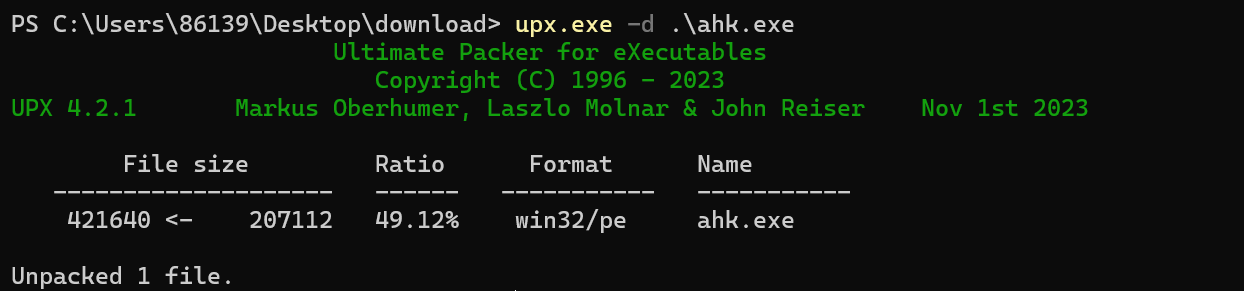 PS C:\Users\86139\Desktop\download> upx.exe -d .\ahk.exe
Ultimate Packer for eXecutables
Copyright (C) 1996 - 2023
UPX 4.2.1 Markus Oberhumer, Laszlo Molnar & John Reiser Nov 1st 2023
File size Ratio Format Name
-------------------- ------ ----------- -----------
421640 <- 207112 49.12% win32/pe ahk.exe
Unpacked 1 file.